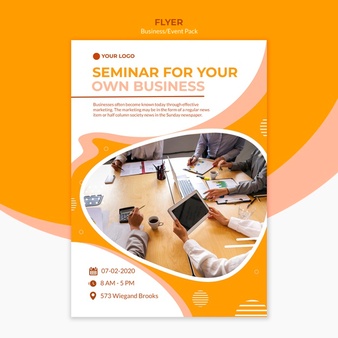 FLYER
Business/Event Pack
YOUR LOGO
SEMINAR FOR YOUR
OWN BUSINESS
Businesses often become known today through effective
marketing. The marketing may be in the form of a regular news
item or half column society news in the Sunday newspaper.
07-02-2020
8 AM - 5 PM
573 Wiegand Brooks